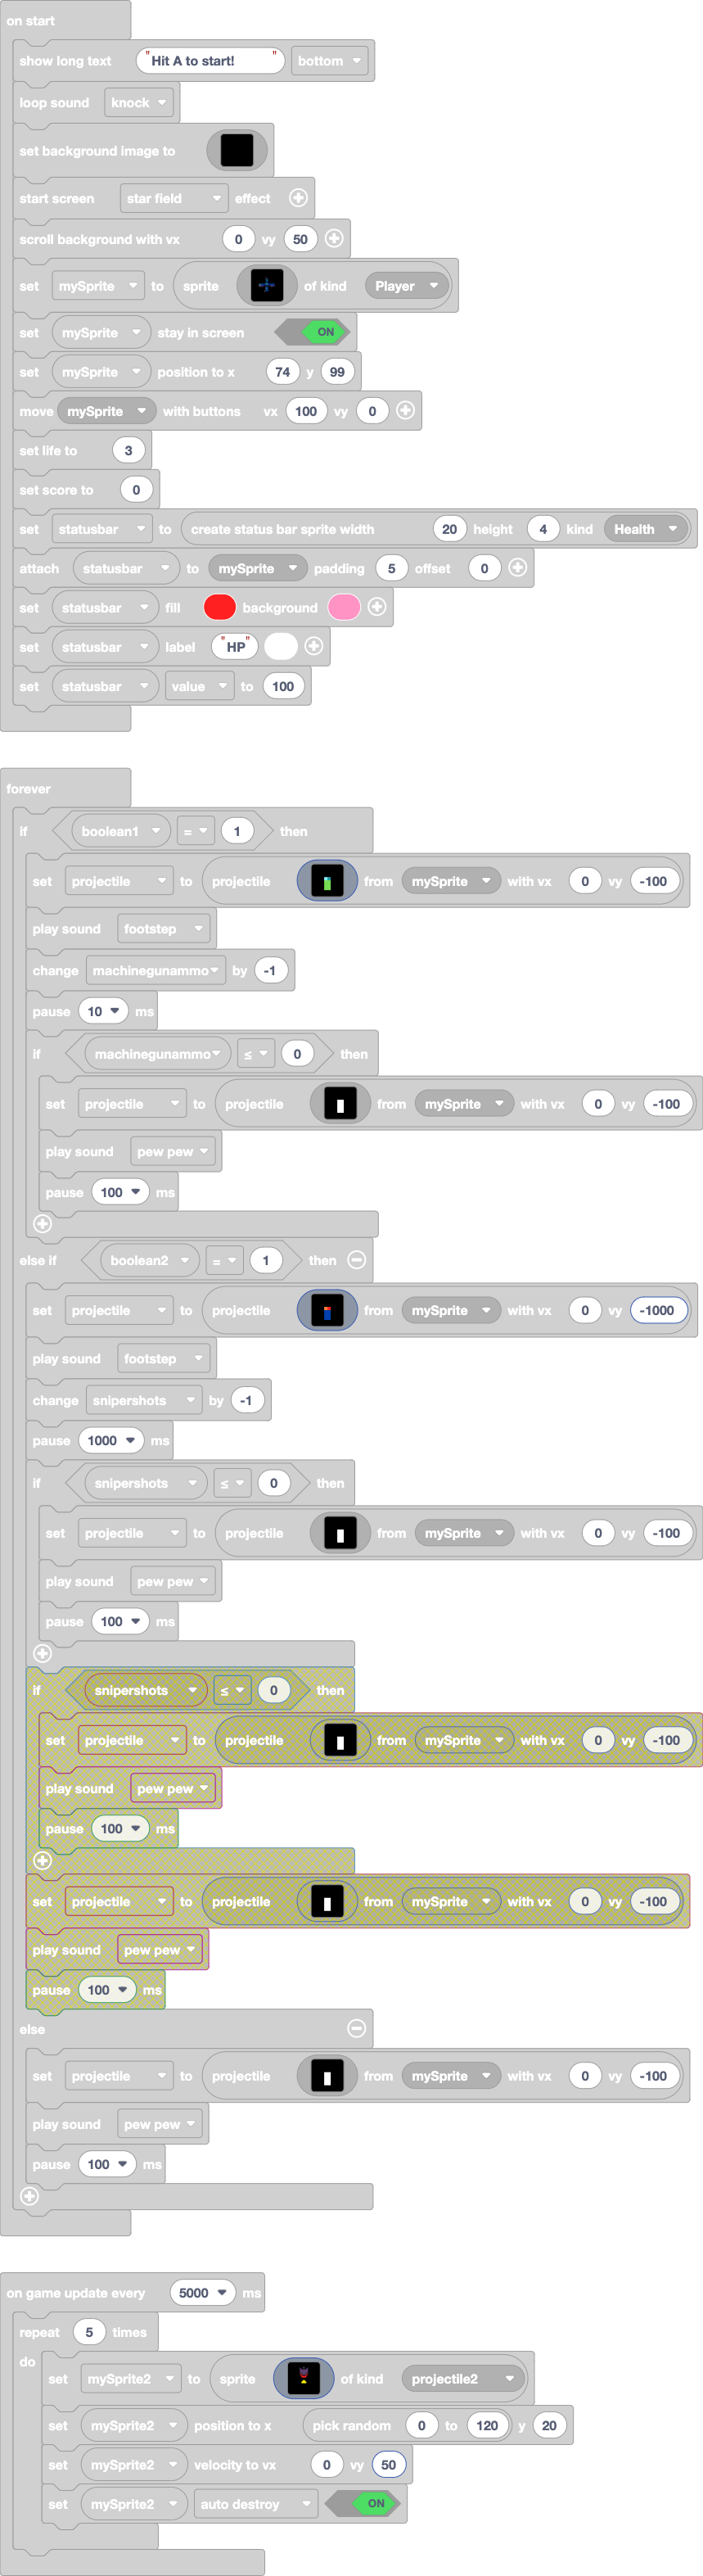 on start
show long text "Hit A to start!" bottom
loop sound knock
set background image to
start screen star field effect
scroll background with vx 0 vy 50
set mySprite to sprite of kind Player
set mySprite stay in screen ON
set mySprite position to x 74 y 99
move mySprite with buttons vx 100 vy 0
set life to 3
set score to 0
set statusbar to create status bar sprite width 20 height 4 kind Health
attach statusbar to mySprite padding 5 offset 0
set statusbar fill background
set statusbar label "HP"
set statusbar value to 100
forever
if boolean1 = 1 then
set projectile to projectile from mySprite with vx 0 vy -100
play sound footstep
change machinegunammo by -1
pause 10 ms
if machinegunammo ≤ 0 then
set projectile to projectile from mySprite with vx 0 vy -100
play sound pew pew
pause 100 ms
else if boolean2 = 1 then
set projectile to projectile from mySprite with vx 0 vy -1000
play sound footstep
change snipershots by -1
pause 1000 ms
if snipershots ≤ 0 then
set projectile to projectile from mySprite with vx 0 vy -100
play sound pew pew
pause 100 ms
if snipershots ≤ 0 then
set projectile to projectile from mySprite with vx 0 vy -100
play sound pew pew
pause 100 ms
set projectile to projectile from mySprite with vx 0 vy -100
play sound pew pew
pause 100 ms
else
set projectile to projectile from mySprite with vx 0 vy -100
play sound pew pew
pause 100 ms
on game update every 5000 ms
repeat 5 times
do
set mySprite2 to sprite of kind projectile2
set mySprite2 position to x pick random 0 to 120 y 20
set mySprite2 velocity to vx 0 vy 50
set mySprite2 auto destroy ON